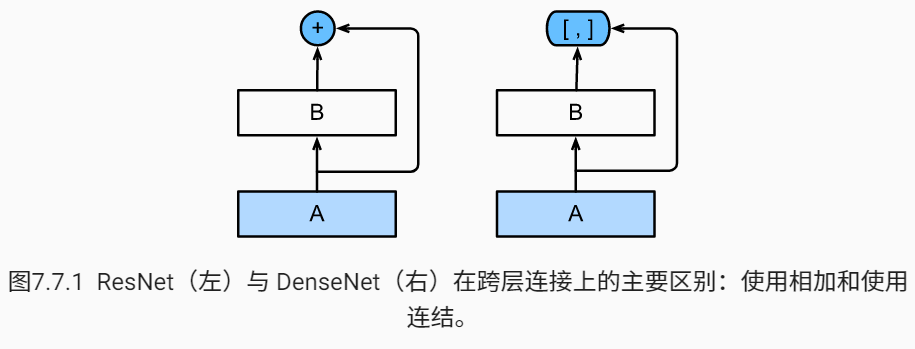 +
[ , ]
B
B
A
A
图7.7.1 ResNet（左）与 DenseNet（右）在跨层连接上的主要区别：使用相加和使用
连结。